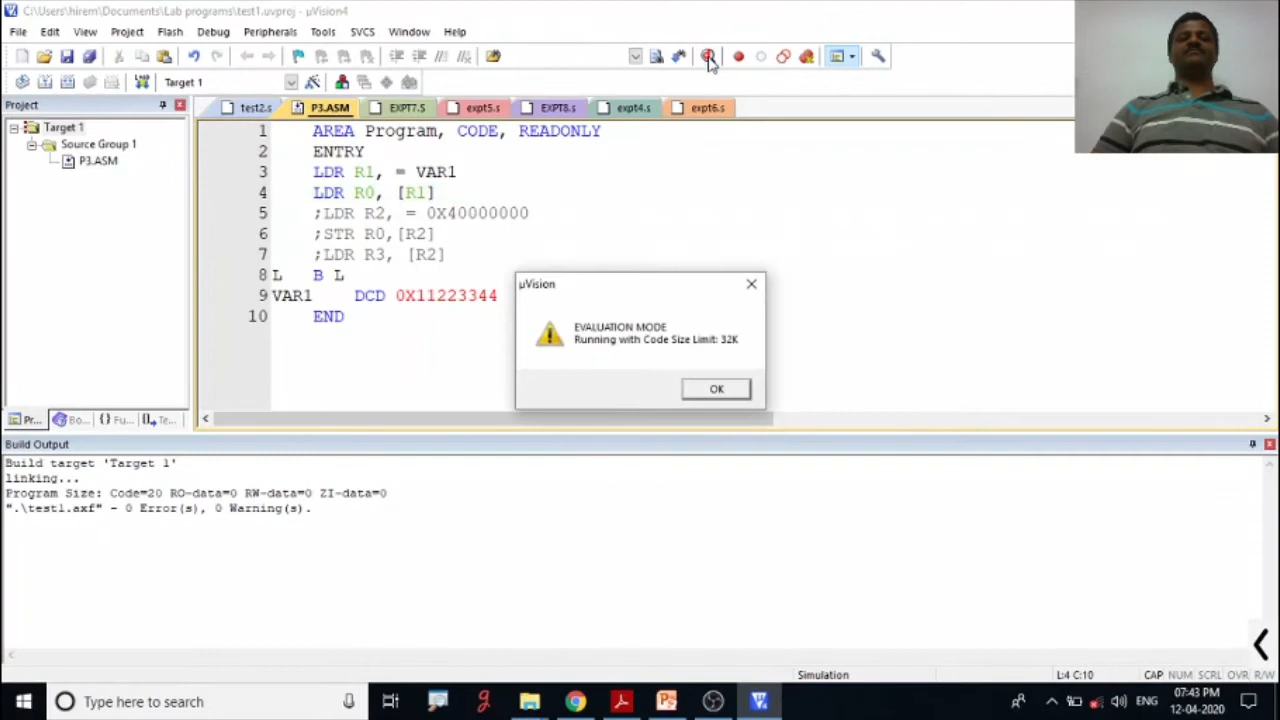 C:\Users\hirem\Documents\Lab programs\test1.uvproj - µVision4
File Edit View Project Flash Debug Peripherals Tools SVCS Window Help
Target 1
Project
test2.s P3.ASM EXPT7.S expt5.s EXPT8.s expt4.s expt6.s
Target 1
Source Group 1
P3.ASM
1 AREA Program, CODE, READONLY
2 ENTRY
3 LDR R1, = VAR1
4 LDR R0, [R1]
5 ;LDR R2, = 0X40000000
6 ;STR R0,[R2]
7 ;LDR R3, [R2]
8 L B L
9 VAR1 DCD 0X11223344
10 END
µVision
EVALUATION MODE
Running with Code Size Limit: 32K
OK
Pr... Bo... {} Fu... Te...
Build Output
Build target 'Target 1'
linking...
Program Size: Code=20 RO-data=0 RW-data=0 ZI-data=0
".\test1.axf" - 0 Error(s), 0 Warning(s).
Simulation L:4 C:10 CAP NUM SCRL OVR R/W
Type here to search
ENG
07:43 PM
12-04-2020